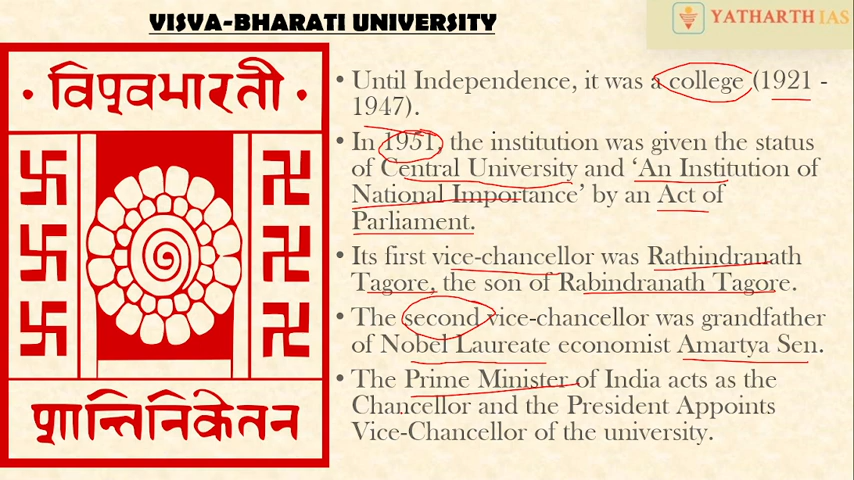 VISVA-BHARATI UNIVERSITY
YATHARTH IAS
· विश्वभारती ·
शान्तिनिकेतन
• Until Independence, it was a college (1921 -
1947).
• In 1951, the institution was given the status
of Central University and ‘An Institution of
National Importance’ by an Act of
Parliament.
• Its first vice-chancellor was Rathindranath
Tagore, the son of Rabindranath Tagore.
• The second vice-chancellor was grandfather
of Nobel Laureate economist Amartya Sen.
• The Prime Minister of India acts as the
Chancellor and the President Appoints
Vice-Chancellor of the university.